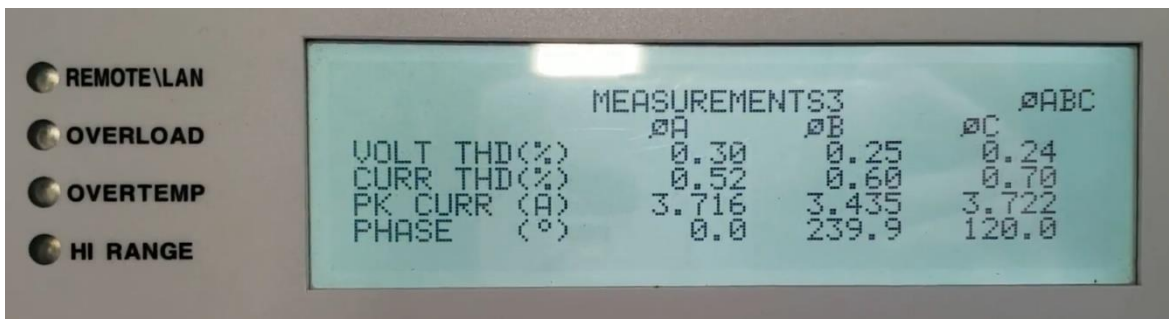 REMOTE\LAN
OVERLOAD
OVERTEMP
HI RANGE
MEASUREMENTS3 ØABC
ØA ØB ØC
VOLT THD(%) 0.30 0.25 0.24
CURR THD(%) 0.52 0.60 0.70
PK CURR (A) 3.716 3.435 3.722
PHASE (°) 0.0 239.9 120.0